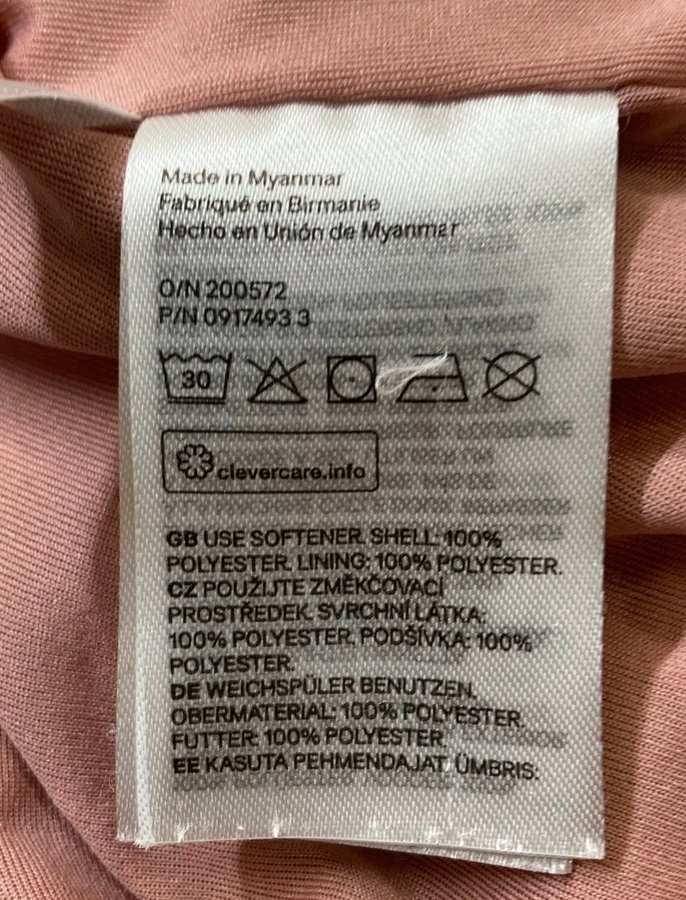 Made in Myanmar
Fabriqué en Birmanie
Hecho en Unión de Myanmar
O/N 200572
P/N 0917493 3
30
clevercare.info
GB USE SOFTENER. SHELL: 100%
POLYESTER. LINING: 100% POLYESTER.
CZ POUŽIJTE ZMĚKČOVACÍ
PROSTŘEDEK. SVRCHNÍ LÁTKA:
100% POLYESTER. PODŠÍVKA: 100%
POLYESTER.
DE WEICHSPÜLER BENUTZEN.
OBERMATERIAL: 100% POLYESTER.
FUTTER: 100% POLYESTER.
EE KASUTA PEHMENDAJAT. ÜMBRIS: